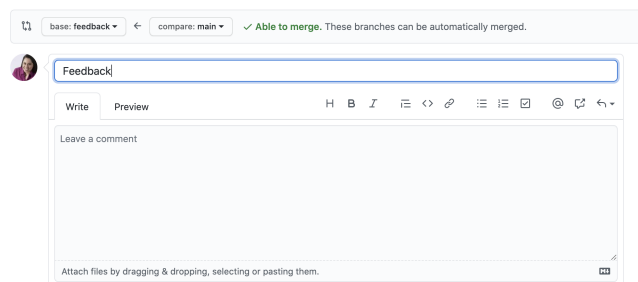 base: feedback compare: main Able to merge. These branches can be automatically merged.
Feedback
Write Preview H B I @
Leave a comment
Attach files by dragging & dropping, selecting or pasting them.